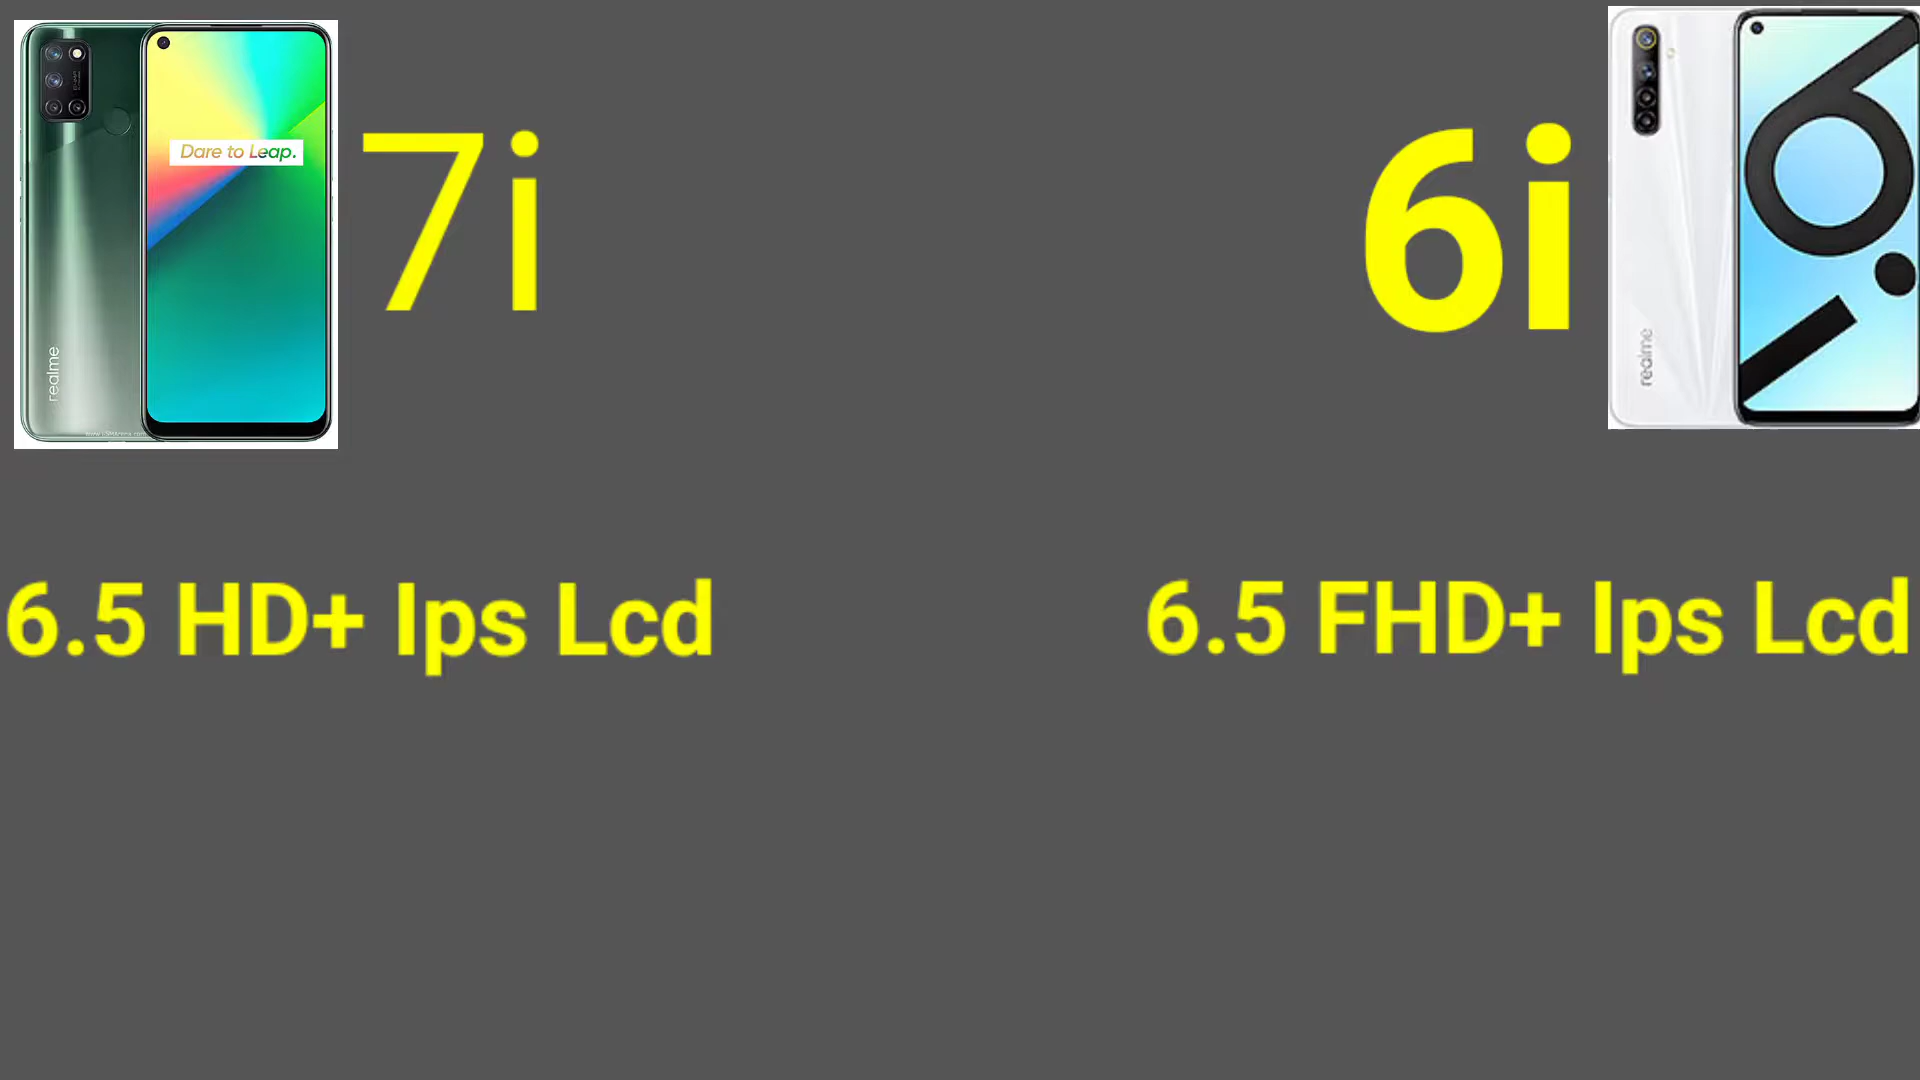 Dare to Leap.
realme
7i
6i
realme
6.5 HD+ Ips Lcd
6.5 FHD+ Ips Lcd